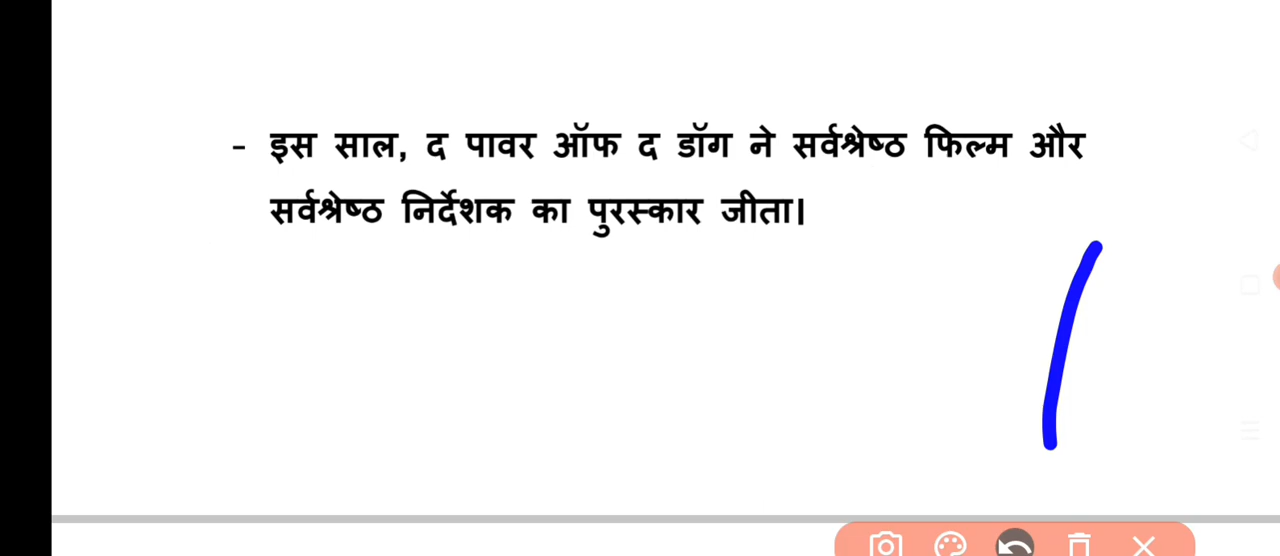 - इस साल, द पावर ऑफ द डॉग ने सर्वश्रेष्ठ फिल्म और
सर्वश्रेष्ठ निर्देशक का पुरस्कार जीता।